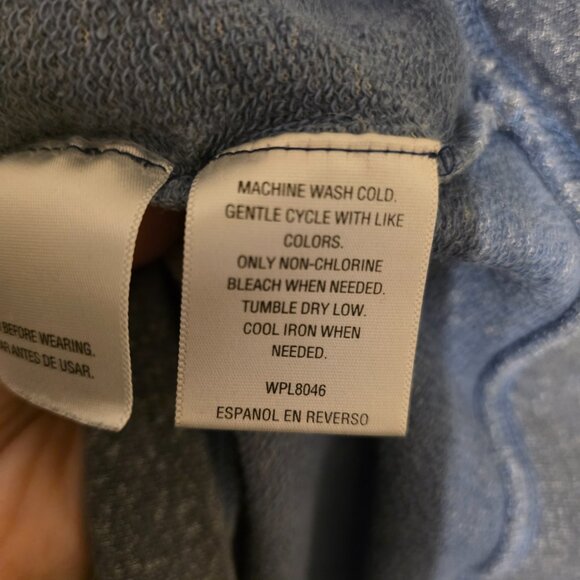 BEFORE WEARING.
ANTES DE USAR.
MACHINE WASH COLD.
GENTLE CYCLE WITH LIKE
COLORS.
ONLY NON-CHLORINE
BLEACH WHEN NEEDED.
TUMBLE DRY LOW.
COOL IRON WHEN
NEEDED.
WPL8046
ESPANOL EN REVERSO